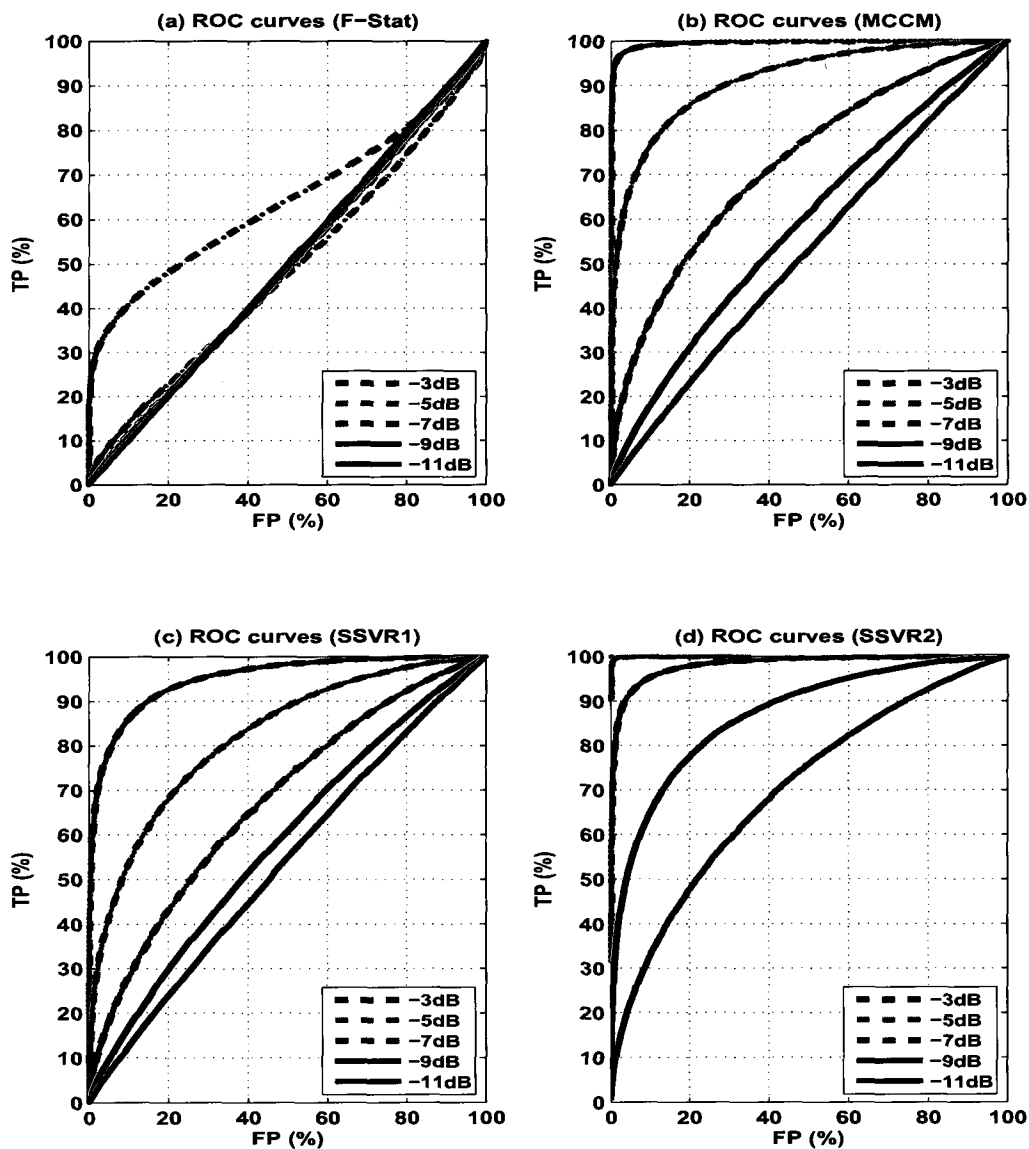 (a) ROC curves (F−Stat)
100
90
80
70
60
50
40
30
20
10
0
TP (%)
0 20 40 60 80 100
FP (%)
−3dB
−5dB
−7dB
−9dB
−11dB
(b) ROC curves (MCCM)
100
90
80
70
60
50
40
30
20
10
0
TP (%)
0 20 40 60 80 100
FP (%)
−3dB
−5dB
−7dB
−9dB
−11dB
(c) ROC curves (SSVR1)
100
90
80
70
60
50
40
30
20
10
0
TP (%)
0 20 40 60 80 100
FP (%)
−3dB
−5dB
−7dB
−9dB
−11dB
(d) ROC curves (SSVR2)
100
90
80
70
60
50
40
30
20
10
0
TP (%)
0 20 40 60 80 100
FP (%)
−3dB
−5dB
−7dB
−9dB
−11dB